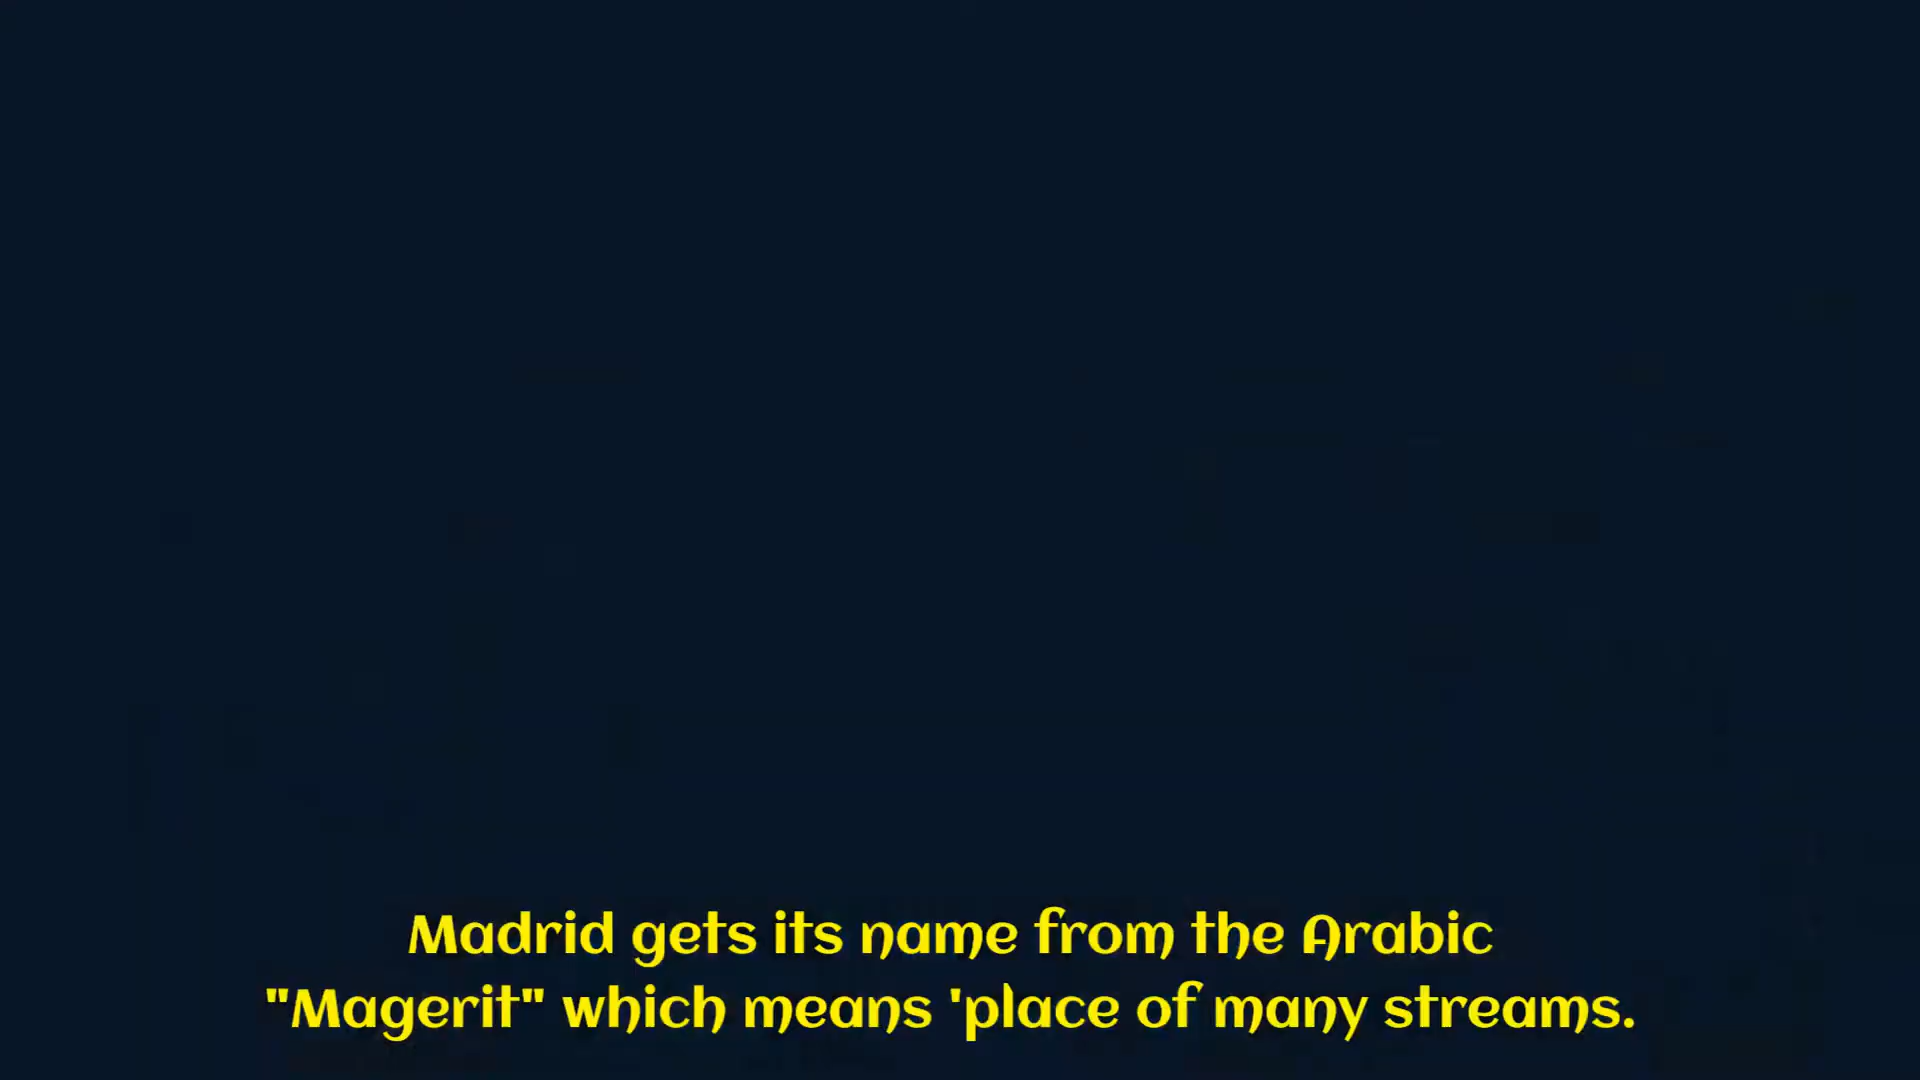 Madrid gets its name from the Arabic
"Magerit" which means 'place of many streams.